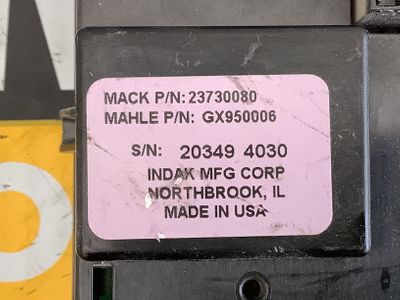 MACK P/N: 23730080
MAHLE P/N: GX950006
S/N: 20349 4030
INDAK MFG CORP
NORTHBROOK, IL
MADE IN USA